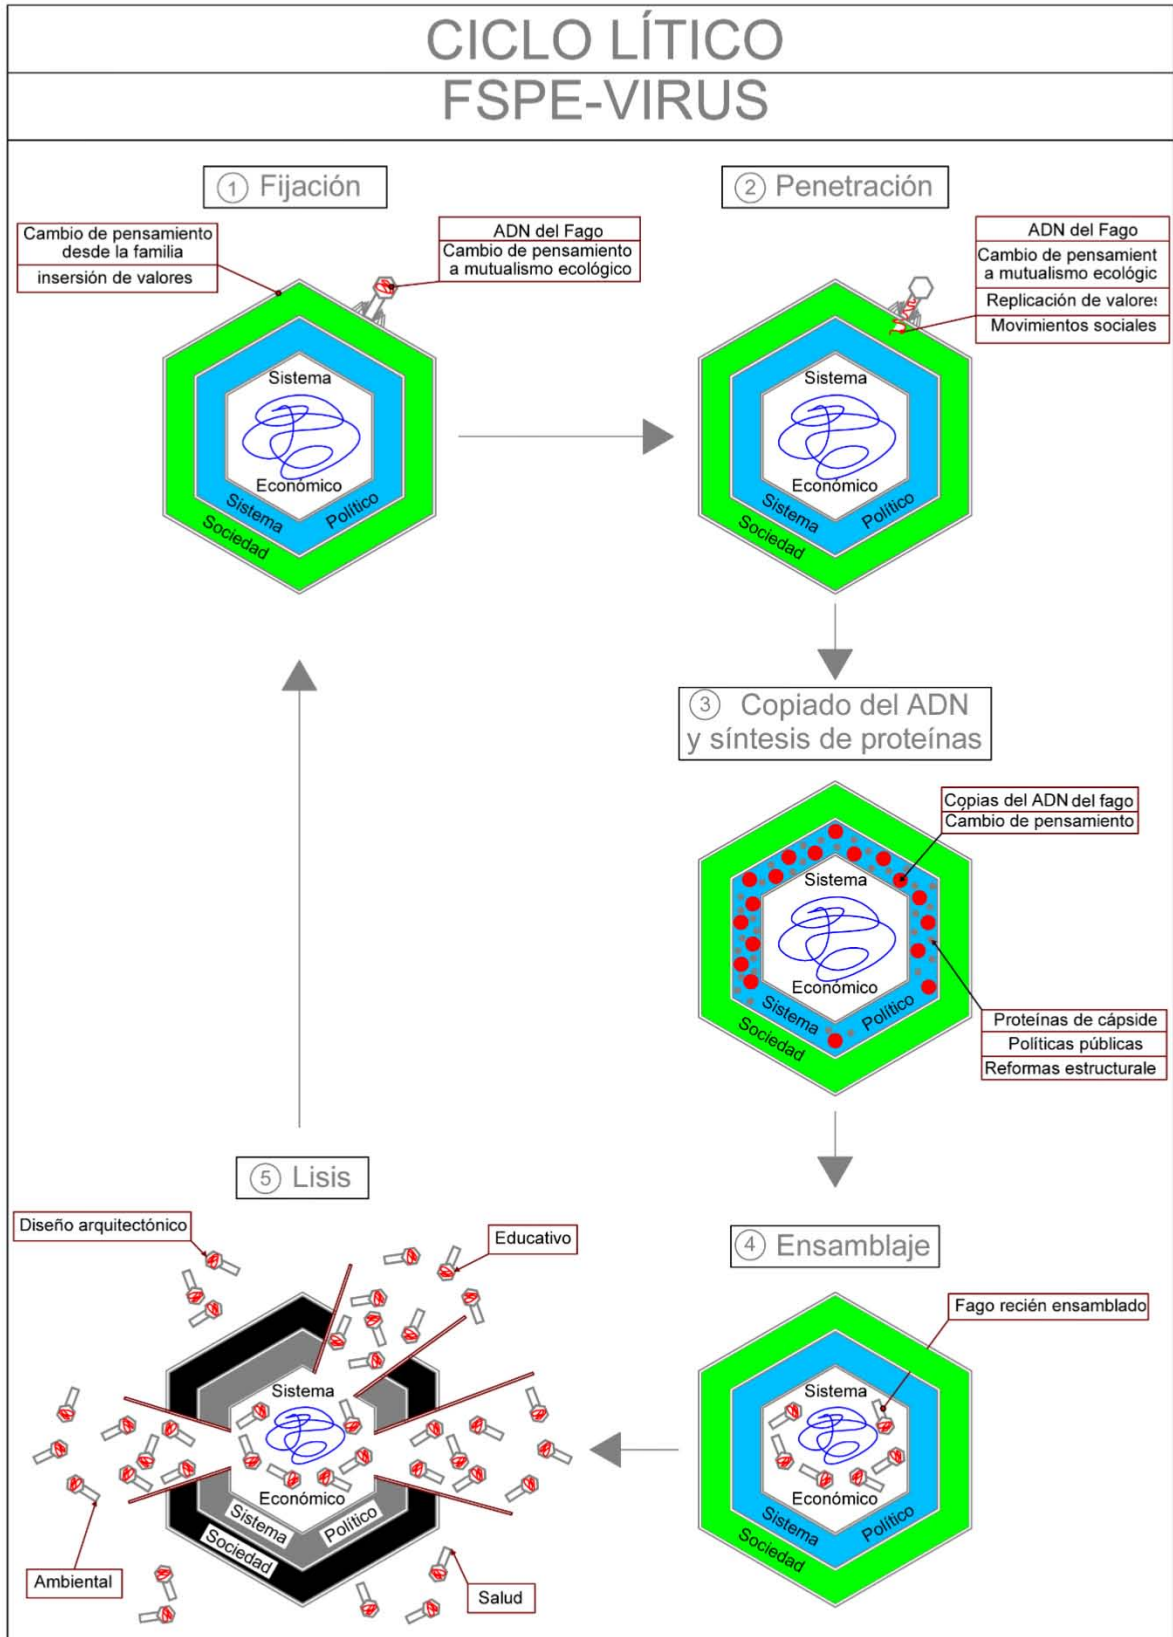 CICLO LÍTICO
FSPE-VIRUS
1 Fijación
Cambio de pensamiento
desde la familia
insersión de valores
ADN del Fago
Cambio de pensamiento
a mutualismo ecológico
Sistema
Económico
Sistema Político
Sociedad
2 Penetración
ADN del Fago
Cambio de pensamient
a mutualismo ecológic
Replicación de valores
Movimientos sociales
Sistema
Económico
Sistema Político
Sociedad
3 Copiado del ADN
y síntesis de proteínas
Copias del ADN del fago
Cambio de pensamiento
Sistema
Económico
Sistema Político
Sociedad
Proteínas de cápside
Políticas públicas
Reformas estructurale
4 Ensamblaje
Fago recién ensamblado
Sistema
Económico
Sistema Político
Sociedad
5 Lisis
Diseño arquitectónico
Educativo
Sistema
Económico
Sistema Político
Sociedad
Ambiental
Salud